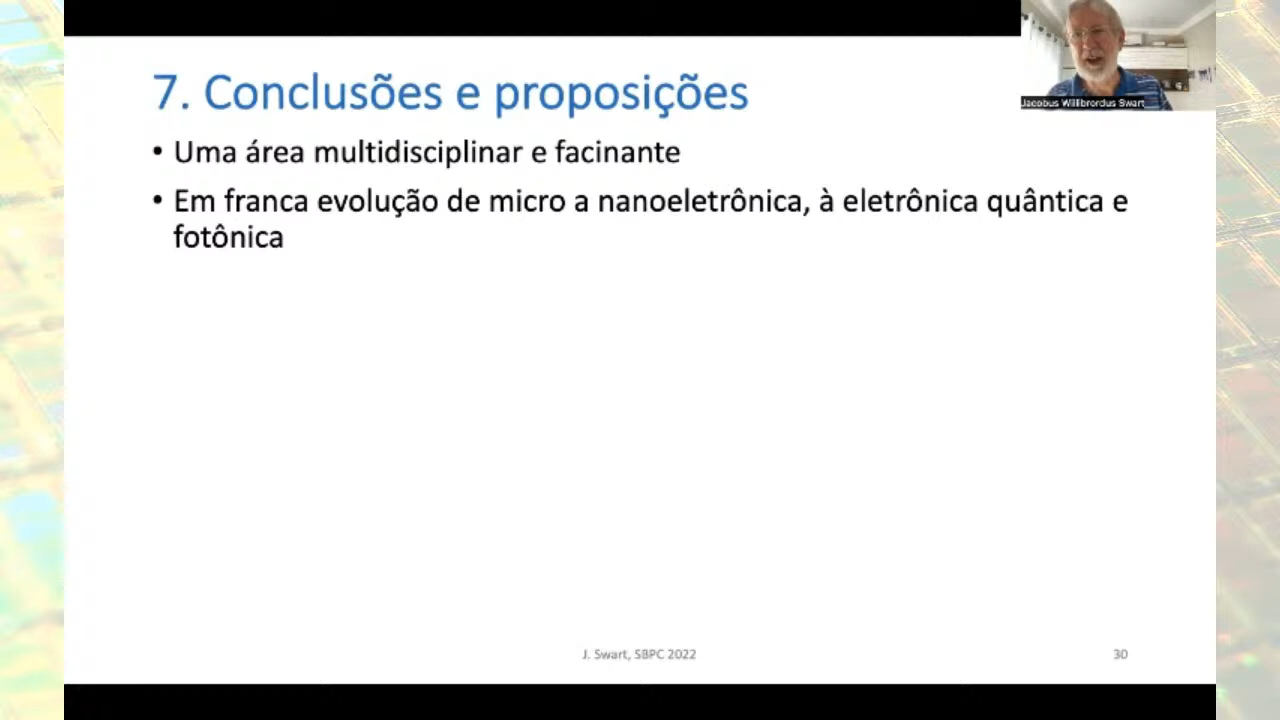 7. Conclusões e proposições
Jacobus Willibrordus Swart
• Uma área multidisciplinar e facinante
• Em franca evolução de micro a nanoeletrônica, à eletrônica quântica e
fotônica
J. Swart, SBPC 2022
30